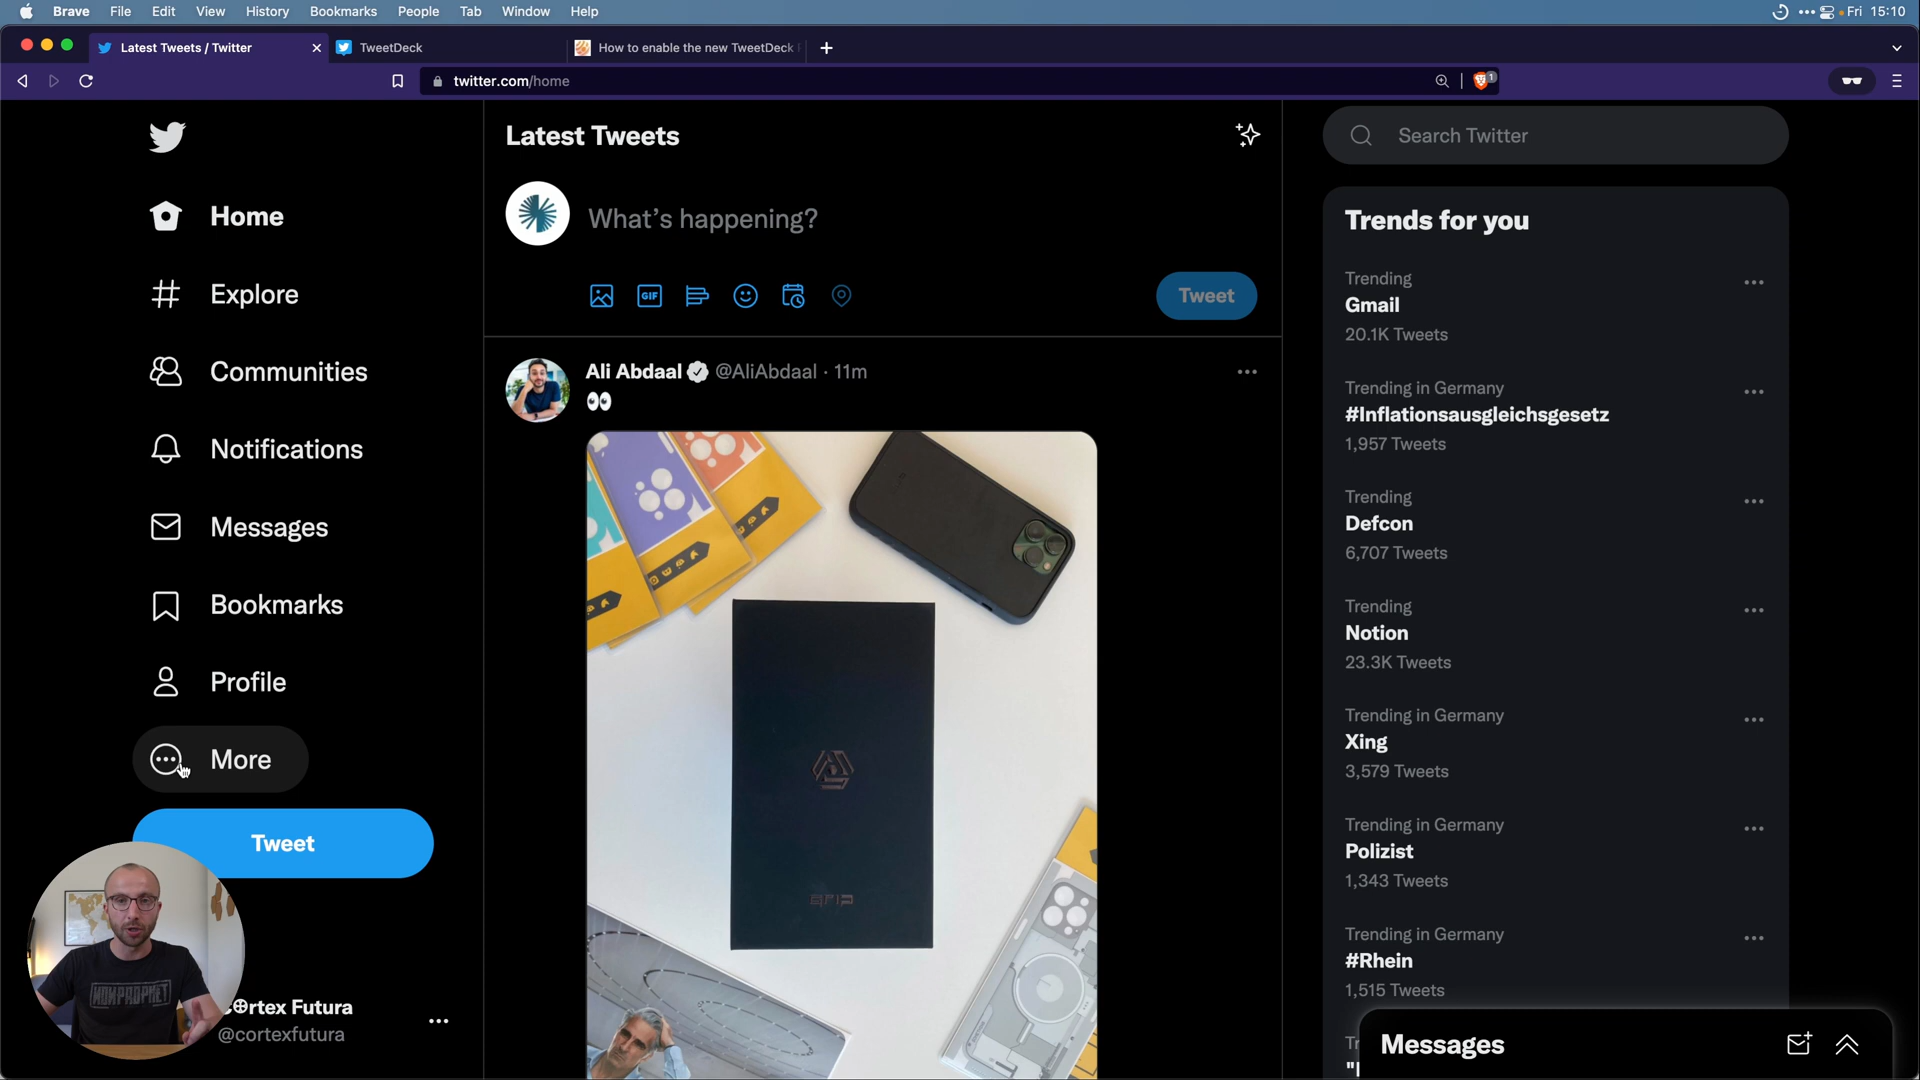 Brave File Edit View History Bookmarks People Tab Window Help
Fri 15:10
Latest Tweets / Twitter
TweetDeck
How to enable the new TweetDeck
twitter.com/home
1
Latest Tweets
Search Twitter
Home
Explore
Communities
Notifications
Messages
Bookmarks
Profile
More
Tweet
Cortex Futura
@cortexfutura
What's happening?
GIF
Tweet
Ali Abdaal @AliAbdaal · 11m
Trends for you
Trending
Gmail
20.1K Tweets
Trending in Germany
#Inflationsausgleichsgesetz
1,957 Tweets
Trending
Defcon
6,707 Tweets
Trending
Notion
23.3K Tweets
Trending in Germany
Xing
3,579 Tweets
Trending in Germany
Polizist
1,343 Tweets
Trending in Germany
#Rhein
1,515 Tweets
Messages
NONPROPHET